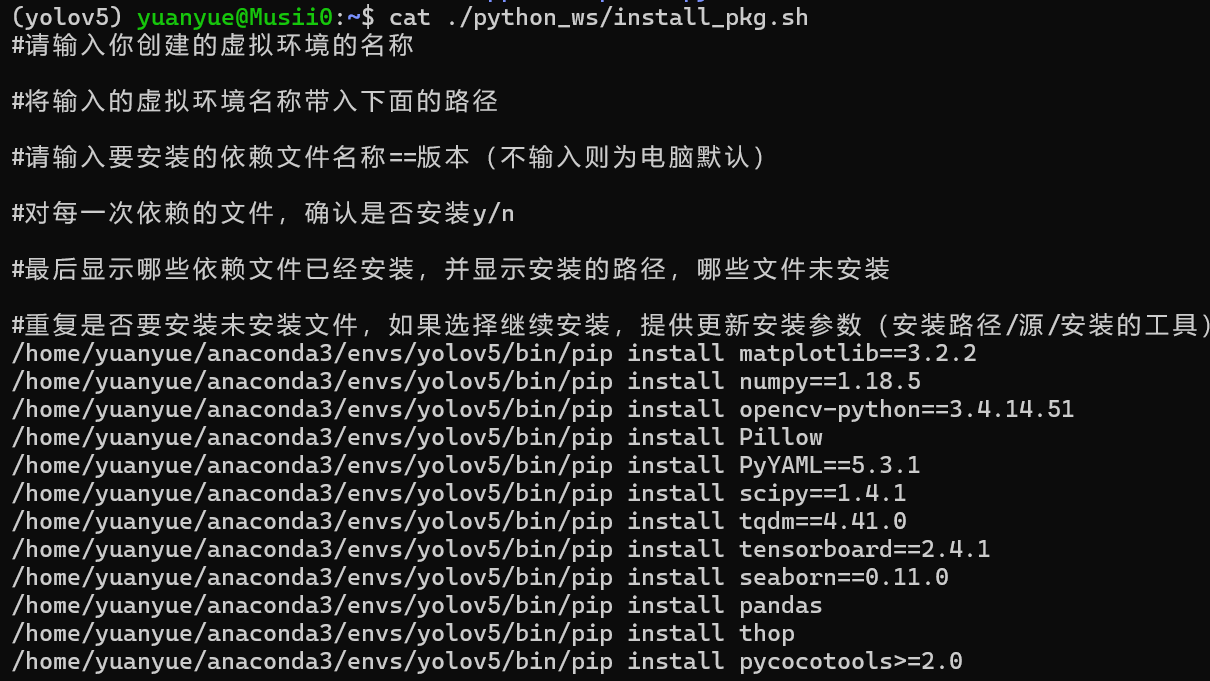 (yolov5) yuanyue@Musii0:~$ cat ./python_ws/install_pkg.sh
#请输入你创建的虚拟环境的名称
#将输入的虚拟环境名称带入下面的路径
#请输入要安装的依赖文件名称==版本（不输入则为电脑默认）
#对每一次依赖的文件，确认是否安装y/n
#最后显示哪些依赖文件已经安装，并显示安装的路径，哪些文件未安装
#重复是否要安装未安装文件，如果选择继续安装，提供更新安装参数（安装路径/源/安装的工具）
/home/yuanyue/anaconda3/envs/yolov5/bin/pip install matplotlib==3.2.2
/home/yuanyue/anaconda3/envs/yolov5/bin/pip install numpy==1.18.5
/home/yuanyue/anaconda3/envs/yolov5/bin/pip install opencv-python==3.4.14.51
/home/yuanyue/anaconda3/envs/yolov5/bin/pip install Pillow
/home/yuanyue/anaconda3/envs/yolov5/bin/pip install PyYAML==5.3.1
/home/yuanyue/anaconda3/envs/yolov5/bin/pip install scipy==1.4.1
/home/yuanyue/anaconda3/envs/yolov5/bin/pip install tqdm==4.41.0
/home/yuanyue/anaconda3/envs/yolov5/bin/pip install tensorboard==2.4.1
/home/yuanyue/anaconda3/envs/yolov5/bin/pip install seaborn==0.11.0
/home/yuanyue/anaconda3/envs/yolov5/bin/pip install pandas
/home/yuanyue/anaconda3/envs/yolov5/bin/pip install thop
/home/yuanyue/anaconda3/envs/yolov5/bin/pip install pycocotools>=2.0